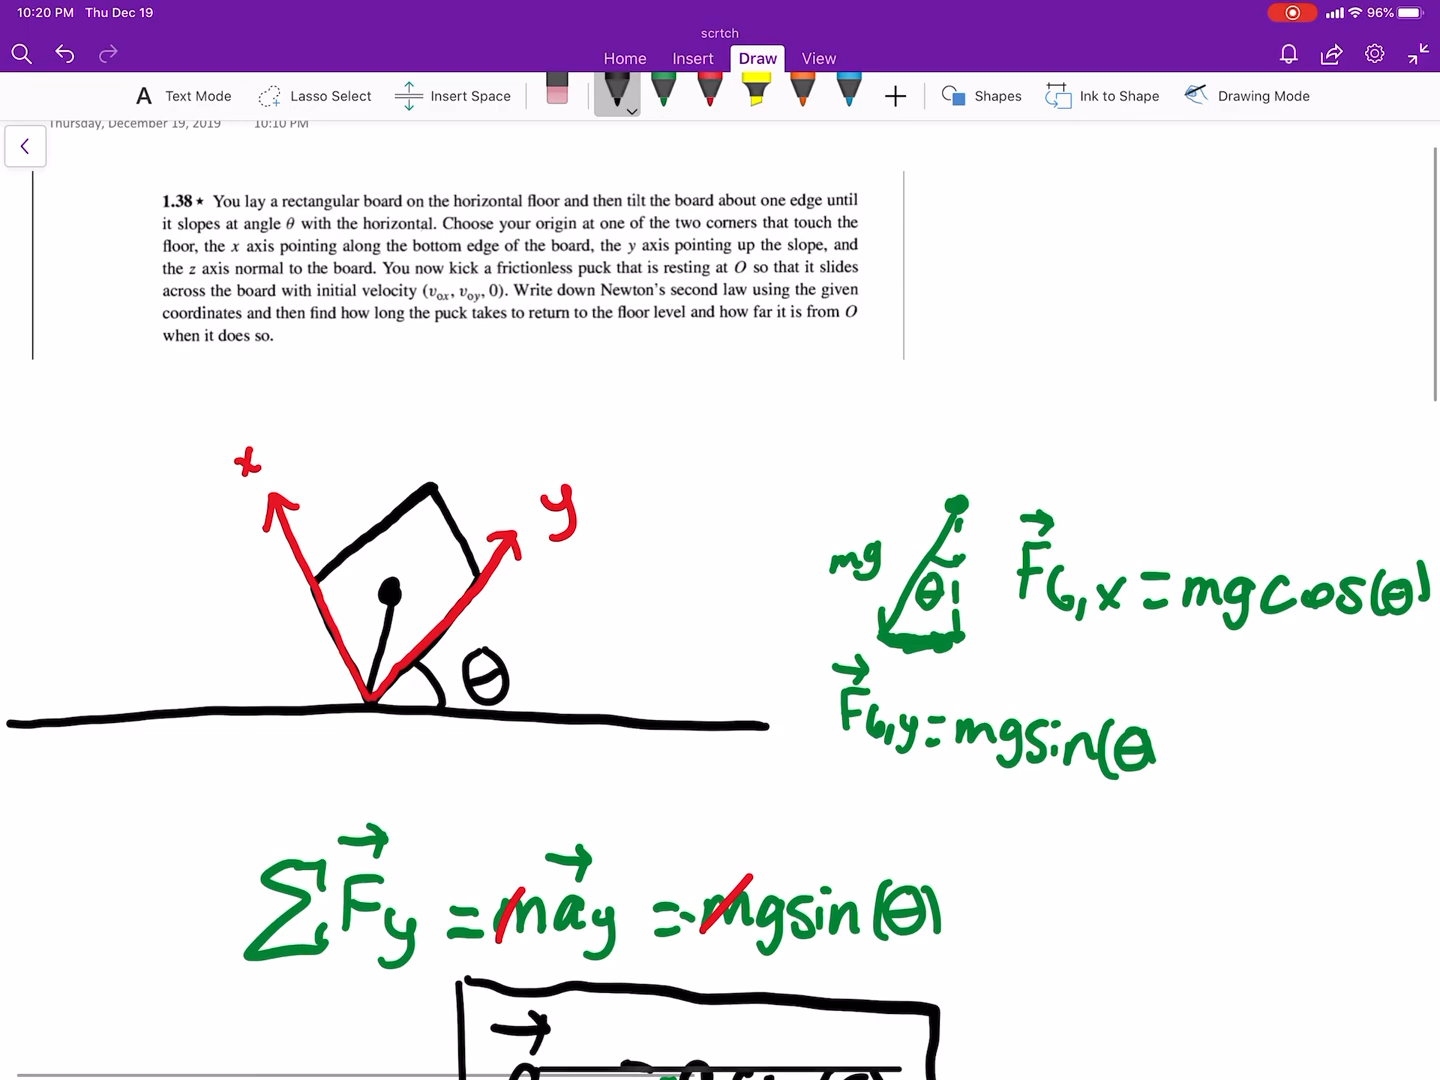 10:20 PM Thu Dec 19
96%
scrtch
Home Insert Draw View
A Text Mode Lasso Select Insert Space Shapes Ink to Shape Drawing Mode
Thursday, December 19, 2019 10:10 PM
1.38 ⋆ You lay a rectangular board on the horizontal floor and then tilt the board about one edge until
it slopes at angle θ with the horizontal. Choose your origin at one of the two corners that touch the
floor, the x axis pointing along the bottom edge of the board, the y axis pointing up the slope, and
the z axis normal to the board. You now kick a frictionless puck that is resting at O so that it slides
across the board with initial velocity (v_ox, v_oy, 0). Write down Newton's second law using the given
coordinates and then find how long the puck takes to return to the floor level and how far it is from O
when it does so.
x
y
θ
mg
θ
F⃗G,x = mgcos(θ)
F⃗G,y = mgsin(θ
ΣF⃗y = ma⃗y = -mgsin(θ)